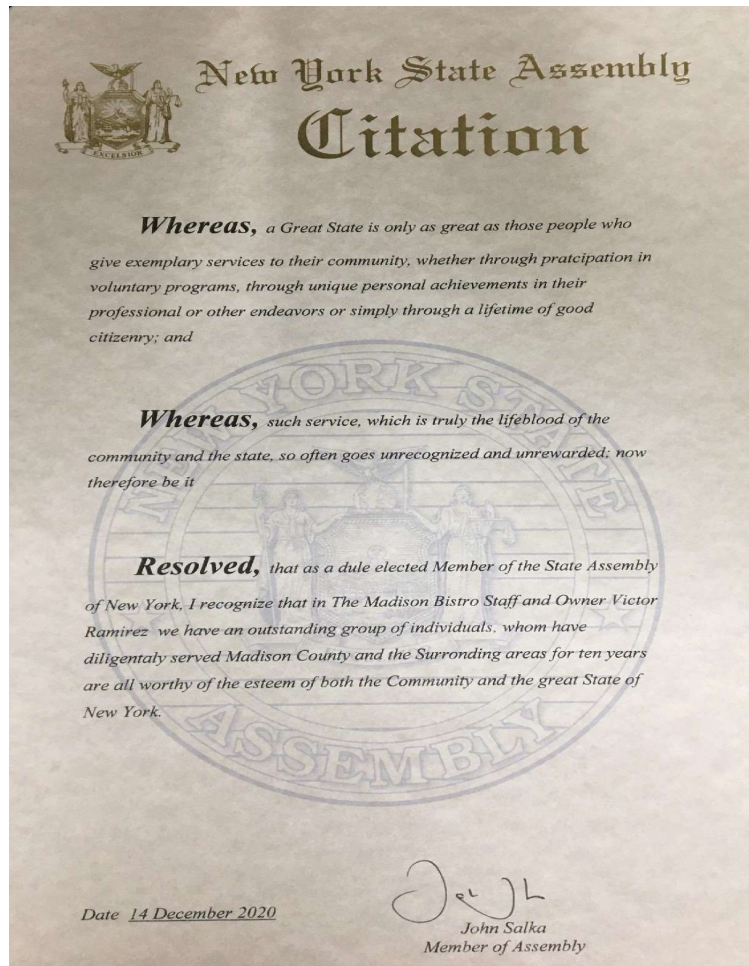 New York State Assembly
Citation
EXCELSIOR
Whereas, a Great State is only as great as those people who
give exemplary services to their community, whether through pratcipation in
voluntary programs, through unique personal achievements in their
professional or other endeavors or simply through a lifetime of good
citizenry; and
Whereas, such service, which is truly the lifeblood of the
community and the state, so often goes unrecognized and unrewarded; now
therefore be it
Resolved, that as a dule elected Member of the State Assembly
of New York, I recognize that in The Madison Bistro Staff and Owner Victor
Ramirez we have an outstanding group of individuals, whom have
diligentaly served Madison County and the Surronding areas for ten years
are all worthy of the esteem of both the Community and the great State of
New York.
NEW YORK STATE
ASSEMBLY
Date 14 December 2020
John Salka
Member of Assembly